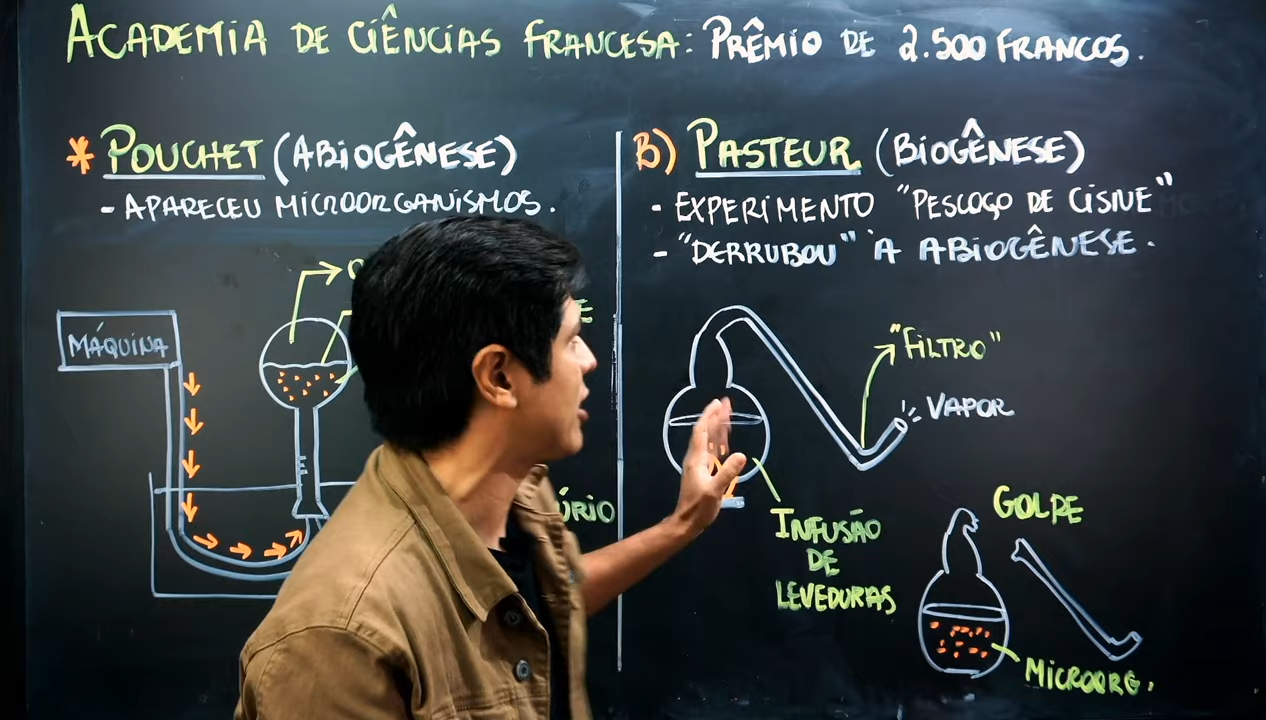 ACADEMIA DE CIÊNCIAS FRANCESA: PRÊMIO DE 2.500 FRANCOS.
* POUCHET (ABIOGÊNESE)
- APARECEU MICROORGANISMOS.
MÁQUINA
B) PASTEUR (BIOGÊNESE)
- EXPERIMENTO "PESCOÇO DE CISNE"
- "DERRUBOU" A ABIOGÊNESE.
"FILTRO"
VAPOR
INFUSÃO
DE
LEVEDURAS
GOLPE
MICROORG.